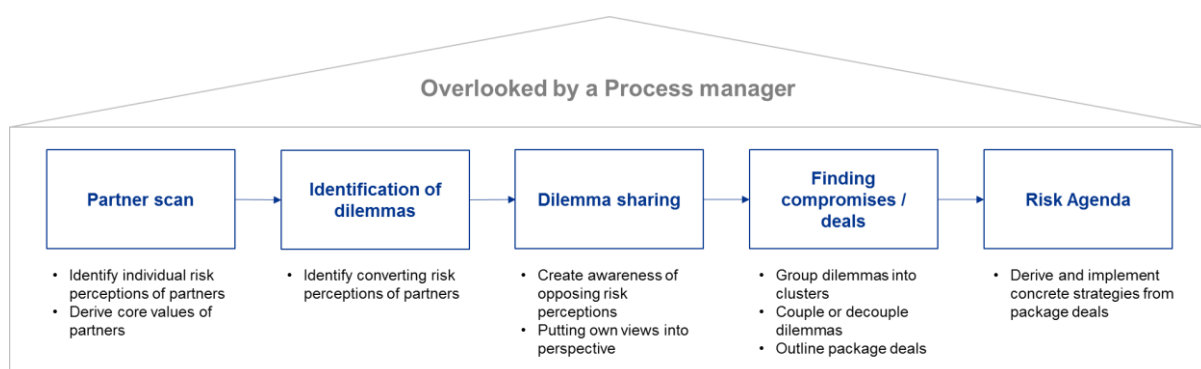 Overlooked by a Process manager
Partner scan
Identification of
dilemmas
Dilemma sharing
Finding
compromises /
deals
Risk Agenda
• Identify individual risk
perceptions of partners
• Derive core values of
partners
• Identify converting risk
perceptions of partners
• Create awareness of
opposing risk
perceptions
• Putting own views into
perspective
• Group dilemmas into
clusters
• Couple or decouple
dilemmas
• Outline package deals
• Derive and implement
concrete strategies from
package deals